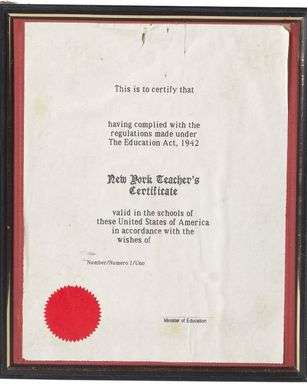 This is to certify that
having complied with the
regulations made under
The Education Act, 1942
New York Teacher's
Certificate
valid in the schools of
these United States of America
in accordance with the
wishes of
Number/Numero 1/Uno
Minister of Education